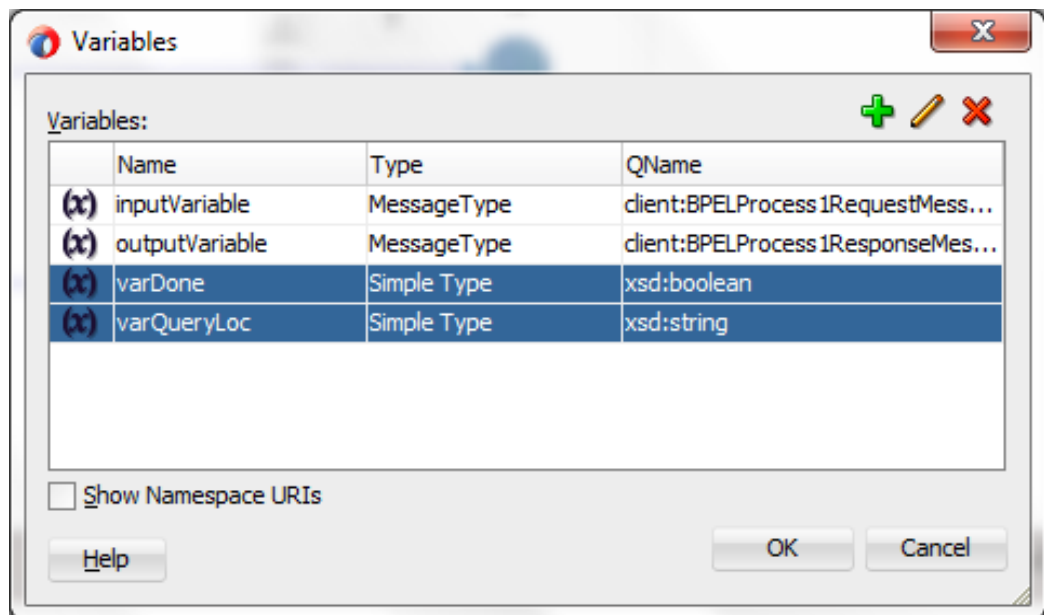 Variables
Variables:
Name Type QName
(x) inputVariable MessageType client:BPELProcess1RequestMess...
(x) outputVariable MessageType client:BPELProcess1ResponseMes...
(x) varDone Simple Type xsd:boolean
(x) varQueryLoc Simple Type xsd:string
Show Namespace URIs
Help OK Cancel